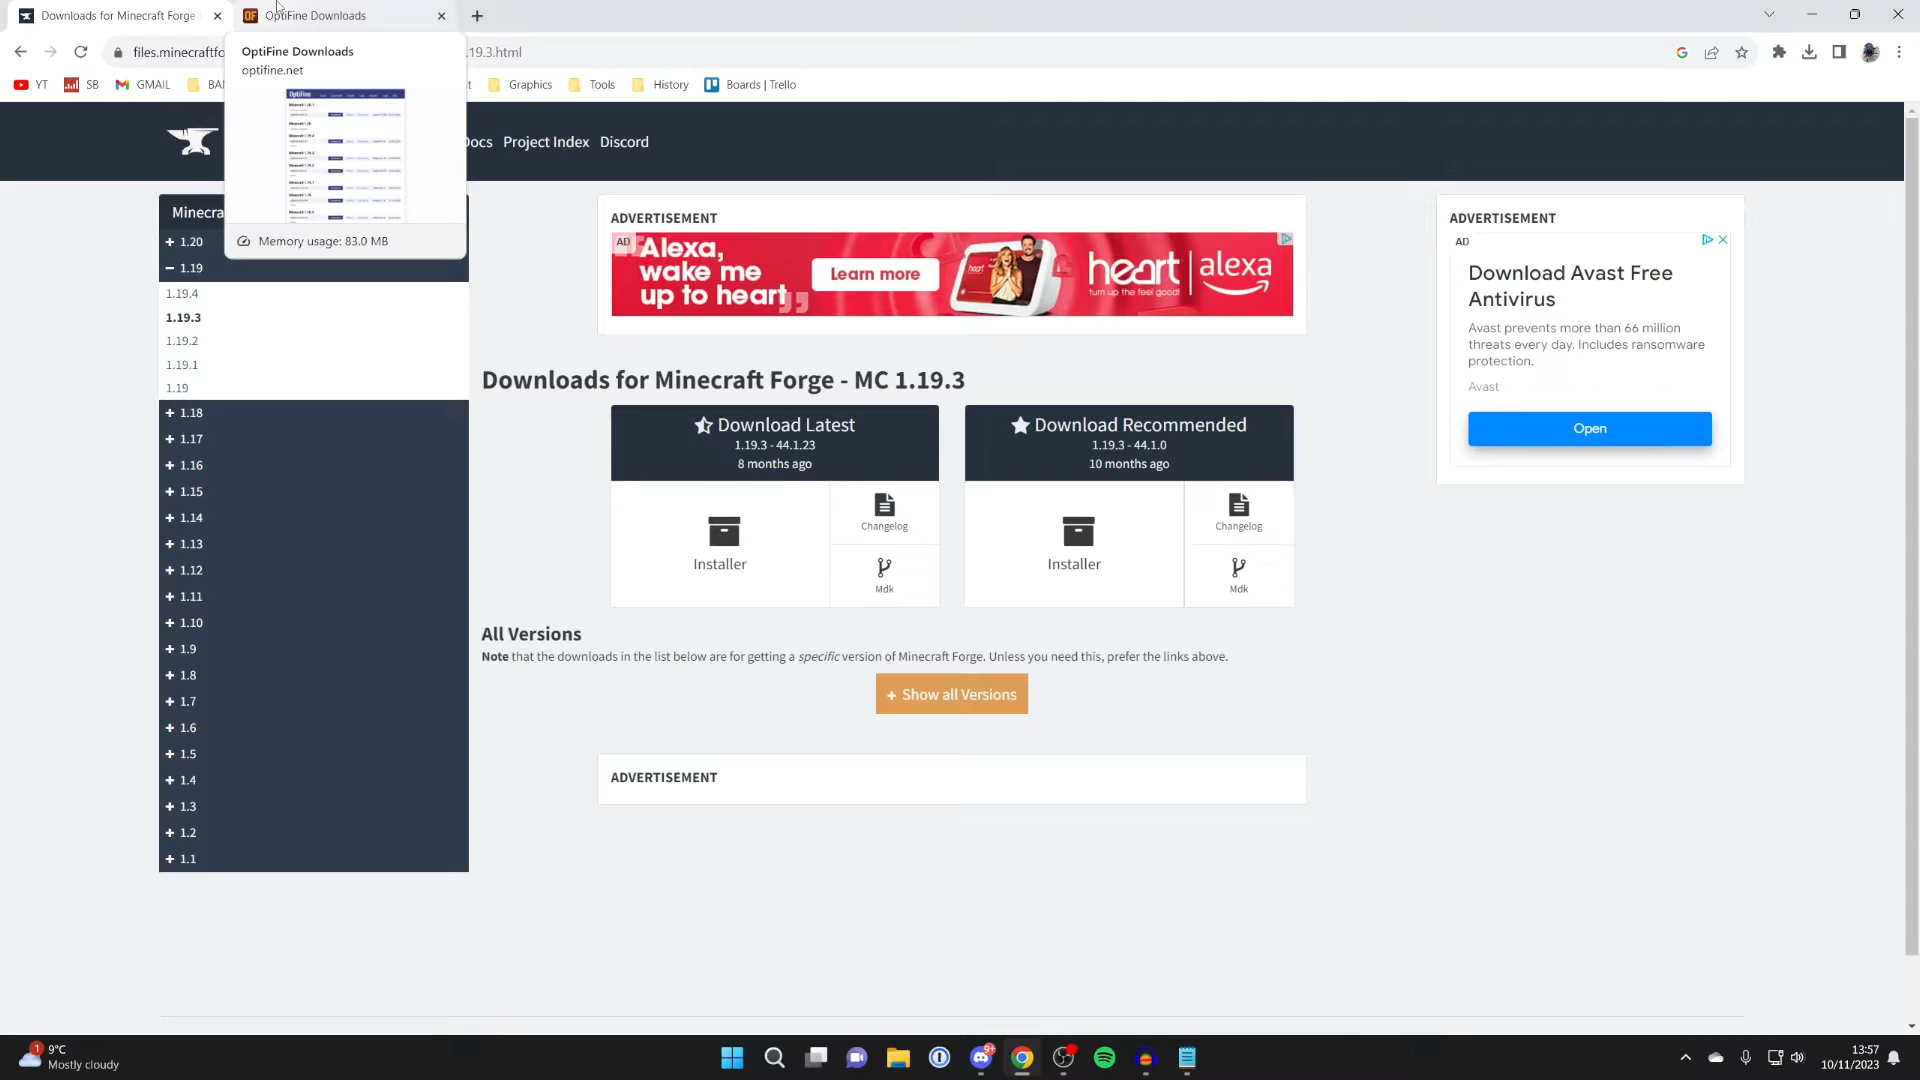 Downloads for Minecraft Forge
OptiFine Downloads
files.minecraftfo
.19.3.html
OptiFine Downloads
optifine.net
YT
SB
GMAIL
BA
t
Graphics
Tools
History
Boards | Trello
OptiFine
Memory usage: 83.0 MB
Docs
Project Index
Discord
Minecra
1.20
1.19
1.19.4
1.19.3
1.19.2
1.19.1
1.19
1.18
1.17
1.16
1.15
1.14
1.13
1.12
1.11
1.10
1.9
1.8
1.7
1.6
1.5
1.4
1.3
1.2
1.1
ADVERTISEMENT
AD
Alexa,
wake me
up to heart
Learn more
heart
heart
turn up the feel good!
alexa
ADVERTISEMENT
AD
Download Avast Free
Antivirus
Avast prevents more than 66 million
threats every day. Includes ransomware
protection.
Avast
Open
Downloads for Minecraft Forge - MC 1.19.3
Download Latest
1.19.3 - 44.1.23
8 months ago
Installer
Changelog
Mdk
Download Recommended
1.19.3 - 44.1.0
10 months ago
Installer
Changelog
Mdk
All Versions
Note that the downloads in the list below are for getting a specific version of Minecraft Forge. Unless you need this, prefer the links above.
+ Show all Versions
ADVERTISEMENT
1
9°C
Mostly cloudy
9+
13:57
10/11/2023